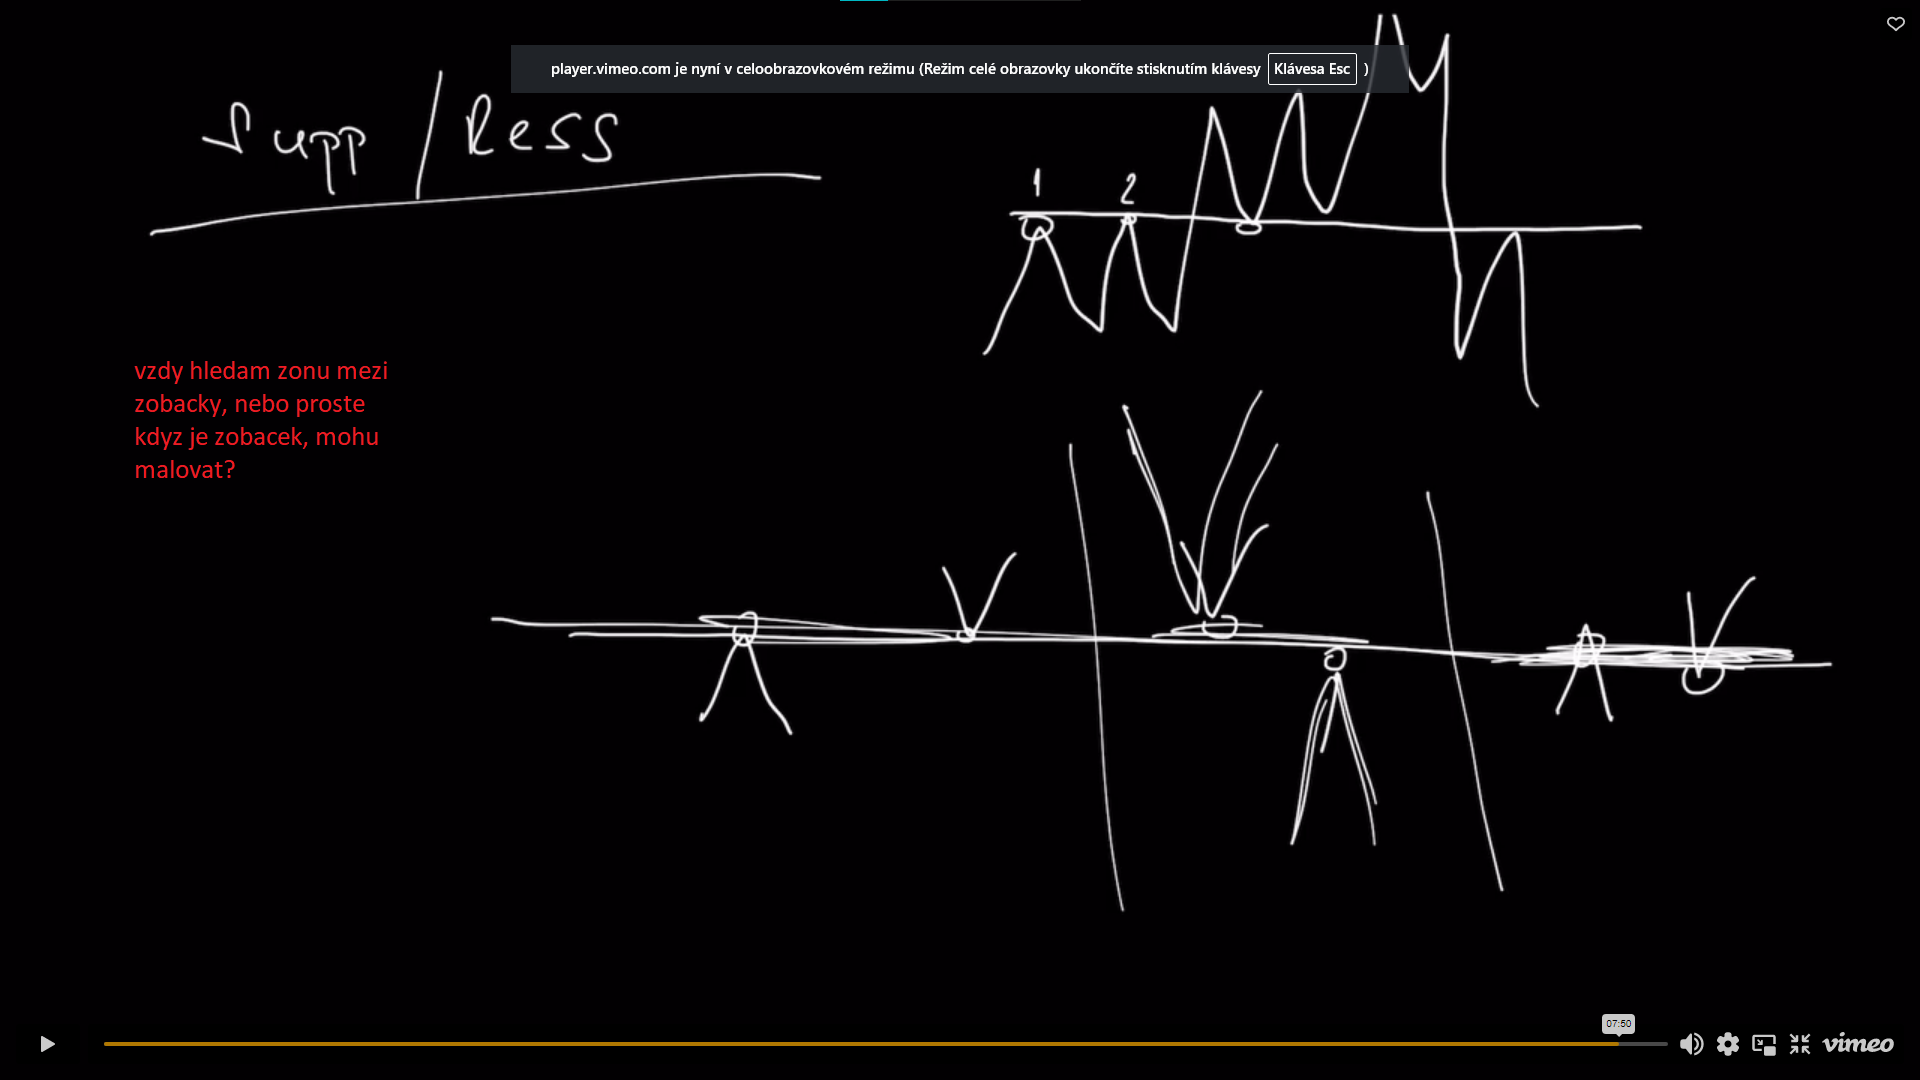 player.vimeo.com je nyní v celoobrazovkovém režimu (Režim celé obrazovky ukončíte stisknutím klávesy Klávesa Esc )
Supp / Ress
1 2
vzdy hledam zonu mezi
zobacky, nebo proste
kdyz je zobacek, mohu
malovat?
07:50
vimeo